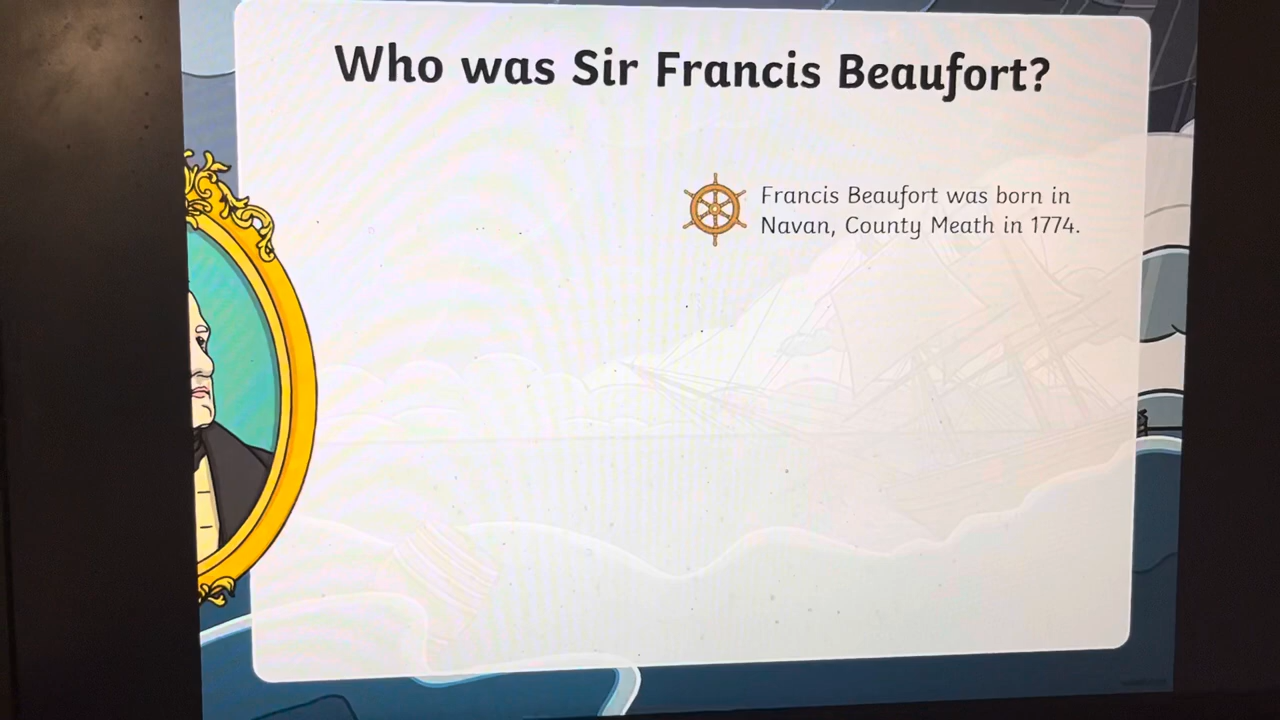 Who was Sir Francis Beaufort?
Francis Beaufort was born in
Navan, County Meath in 1774.